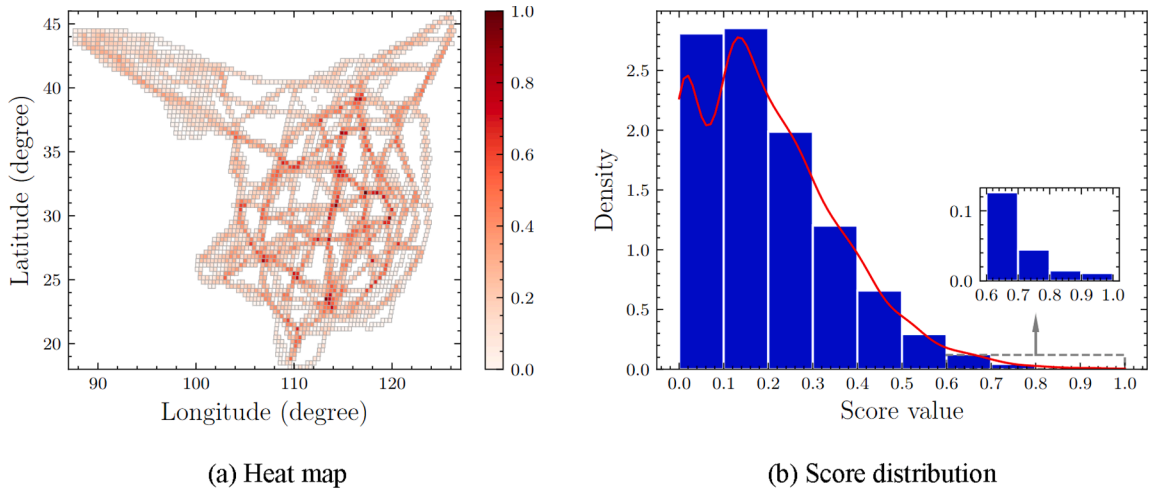 45
40
35
30
25
20
90 100 110 120
Latitude (degree)
Longitude (degree)
1.0
0.8
0.6
0.4
0.2
0.0
(a) Heat map
2.5
2.0
1.5
1.0
0.5
0.0
0.0 0.1 0.2 0.3 0.4 0.5 0.6 0.7 0.8 0.9 1.0
Density
Score value
0.1
0.0
0.6 0.7 0.8 0.9 1.0
(b) Score distribution